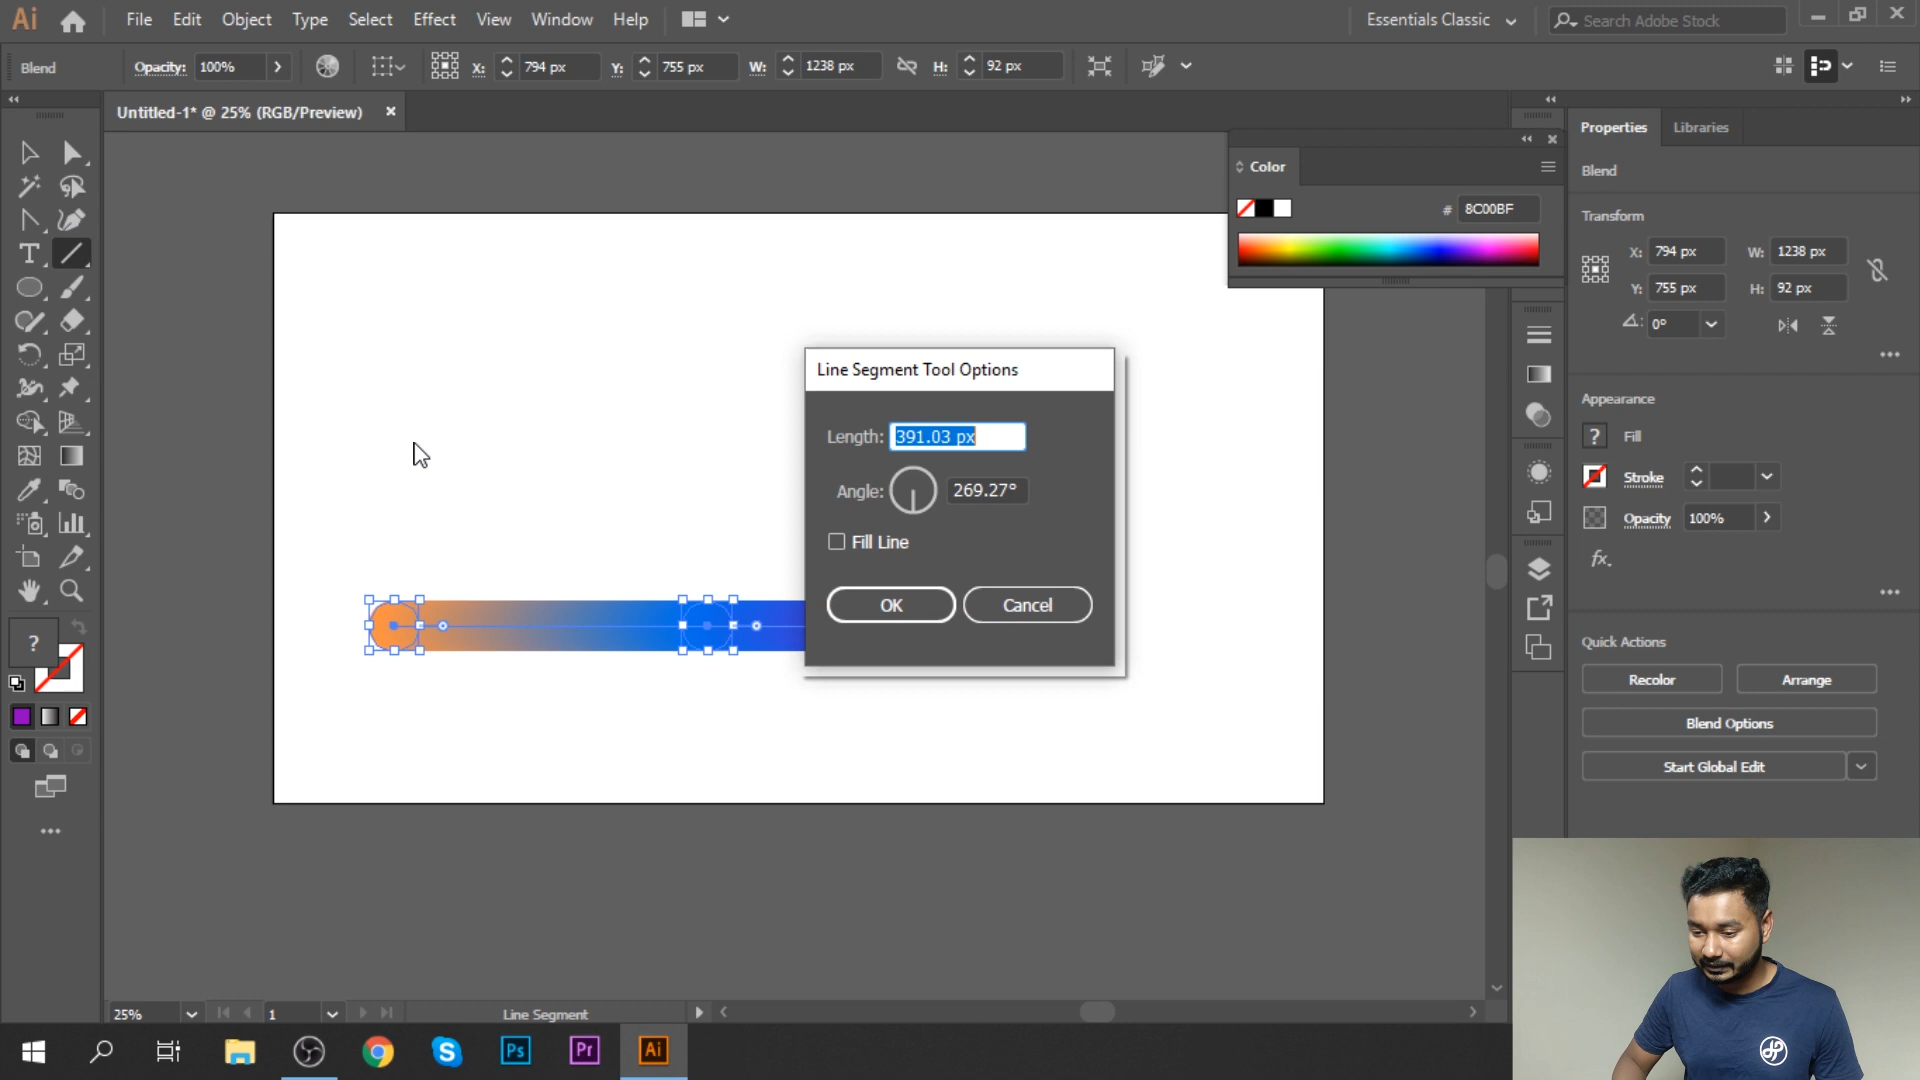 Ai File Edit Object Type Select Effect View Window Help Essentials Classic Search Adobe Stock
Blend Opacity: 100% X: 794 px Y: 755 px W: 1238 px H: 92 px
Untitled-1* @ 25% (RGB/Preview)
Properties Libraries
Color
Blend
# 8C00BF
Transform
X: 794 px W: 1238 px
Y: 755 px H: 92 px
0°
Line Segment Tool Options
Length: 391.03 px
Angle: 269.27°
Fill Line
OK Cancel
Appearance
? Fill
Stroke
Opacity 100%
fx.
Quick Actions
Recolor Arrange
Blend Options
Start Global Edit
T
?
25% 1 Line Segment
Ps Pr Ai